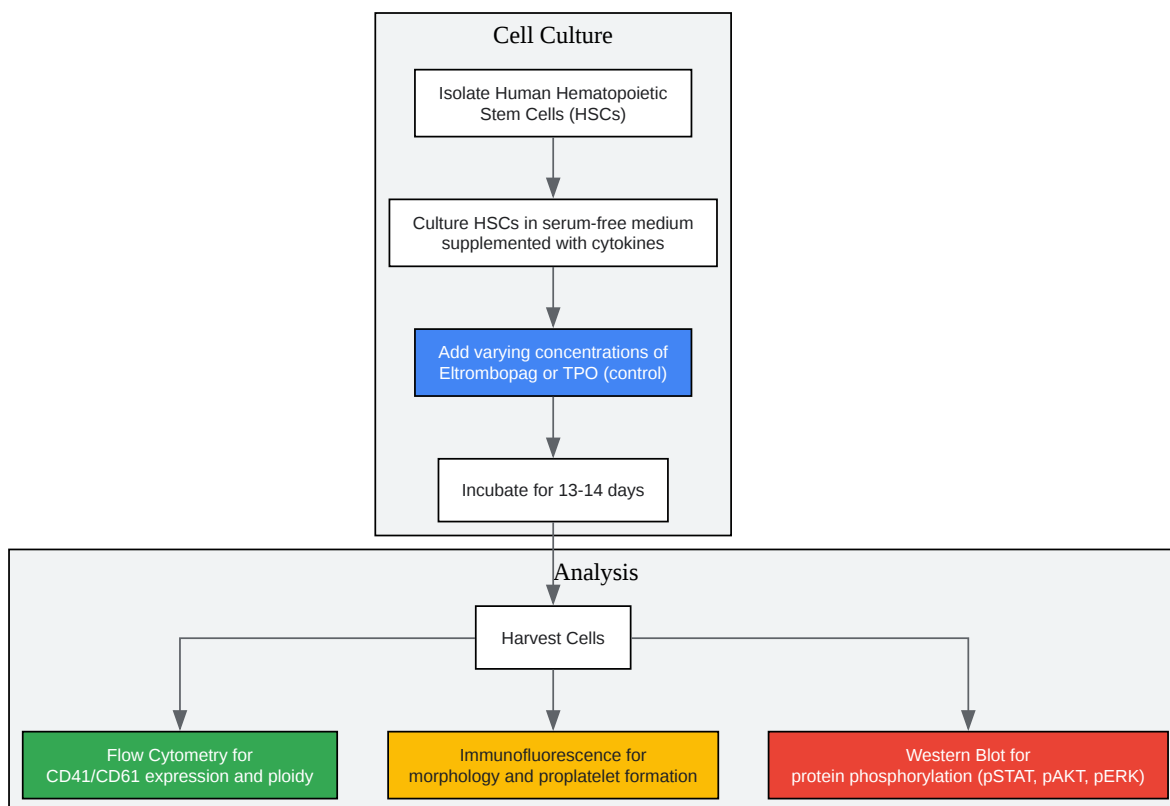 Cell Culture
Isolate Human Hematopoietic
Stem Cells (HSCs)
Culture HSCs in serum-free medium
supplemented with cytokines
Add varying concentrations of
Eltrombopag or TPO (control)
Incubate for 13-14 days
Analysis
Harvest Cells
Flow Cytometry for
CD41/CD61 expression and ploidy
Immunofluorescence for
morphology and proplatelet formation
Western Blot for
protein phosphorylation (pSTAT, pAKT, pERK)